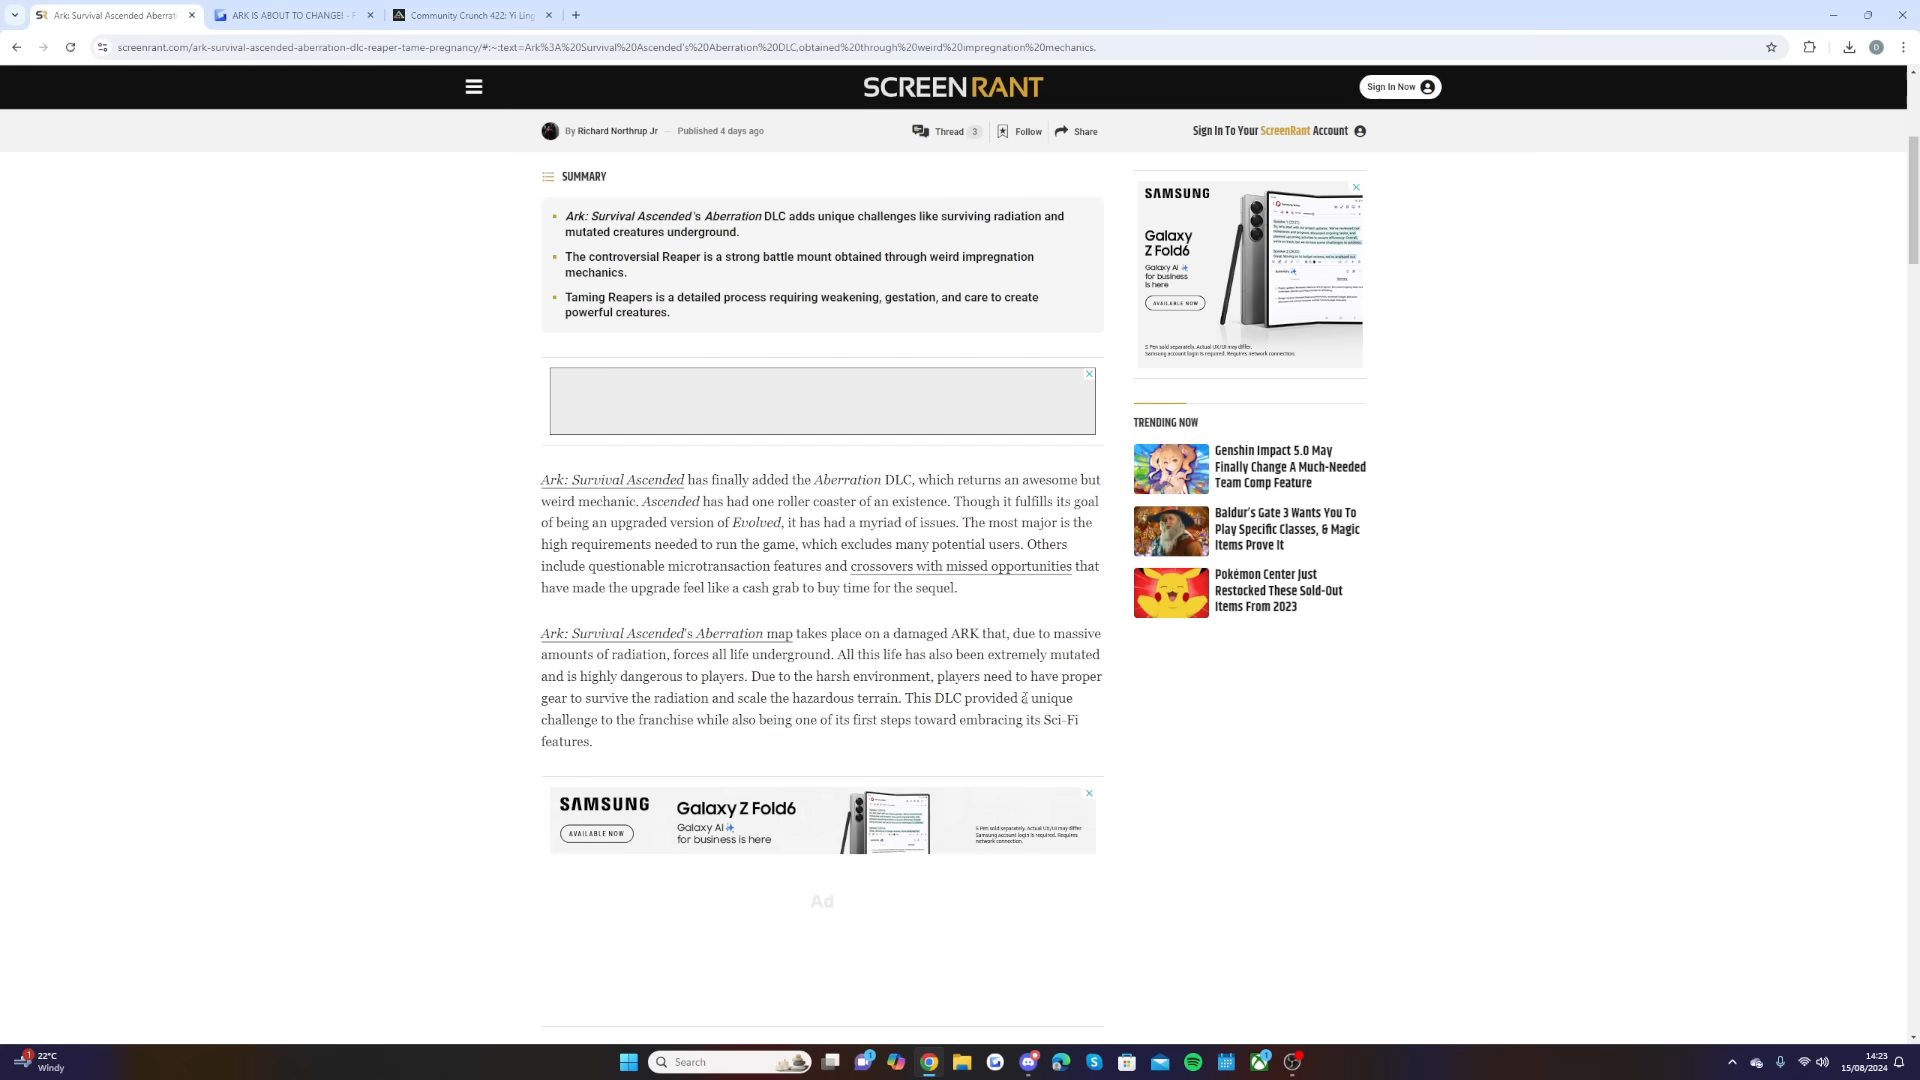 Ark: Survival Ascended Aberrati
ARK IS ABOUT TO CHANGE! - F
Community Crunch 422: Yi Ling
screenrant.com/ark-survival-ascended-aberration-dlc-reaper-tame-pregnancy/#:~:text=Ark%3A%20Survival%20Ascended's%20Aberration%20DLC,obtained%20through%20weird%20impregnation%20mechanics.
D
SCREENRANT
Sign In Now
By Richard Northrup Jr
Published 4 days ago
Thread 3
Follow
Share
Sign In To Your ScreenRant Account
SUMMARY
Ark: Survival Ascended's Aberration DLC adds unique challenges like surviving radiation and
mutated creatures underground.
The controversial Reaper is a strong battle mount obtained through weird impregnation
mechanics.
Taming Reapers is a detailed process requiring weakening, gestation, and care to create
powerful creatures.
SAMSUNG
Galaxy
Z Fold6
Galaxy AI
for business
is here
AVAILABLE NOW
S Pen sold separately. Actual UX/UI may differ.
Samsung account login is required. Requires network connection.
Ark: Survival Ascended has finally added the Aberration DLC, which returns an awesome but
weird mechanic. Ascended has had one roller coaster of an existence. Though it fulfills its goal
of being an upgraded version of Evolved, it has had a myriad of issues. The most major is the
high requirements needed to run the game, which excludes many potential users. Others
include questionable microtransaction features and crossovers with missed opportunities that
have made the upgrade feel like a cash grab to buy time for the sequel.
Ark: Survival Ascended's Aberration map takes place on a damaged ARK that, due to massive
amounts of radiation, forces all life underground. All this life has also been extremely mutated
and is highly dangerous to players. Due to the harsh environment, players need to have proper
gear to survive the radiation and scale the hazardous terrain. This DLC provided a unique
challenge to the franchise while also being one of its first steps toward embracing its Sci-Fi
features.
TRENDING NOW
Genshin Impact 5.0 May
Finally Change A Much-Needed
Team Comp Feature
Baldur's Gate 3 Wants You To
Play Specific Classes, & Magic
Items Prove It
Pokémon Center Just
Restocked These Sold-Out
Items From 2023
SAMSUNG
AVAILABLE NOW
Galaxy Z Fold6
Galaxy AI
for business is here
S Pen sold separately. Actual UX/UI may differ.
Samsung account login is required. Requires
network connection.
Ad
1
22°C
Windy
Search
1
1
14:23
15/08/2024